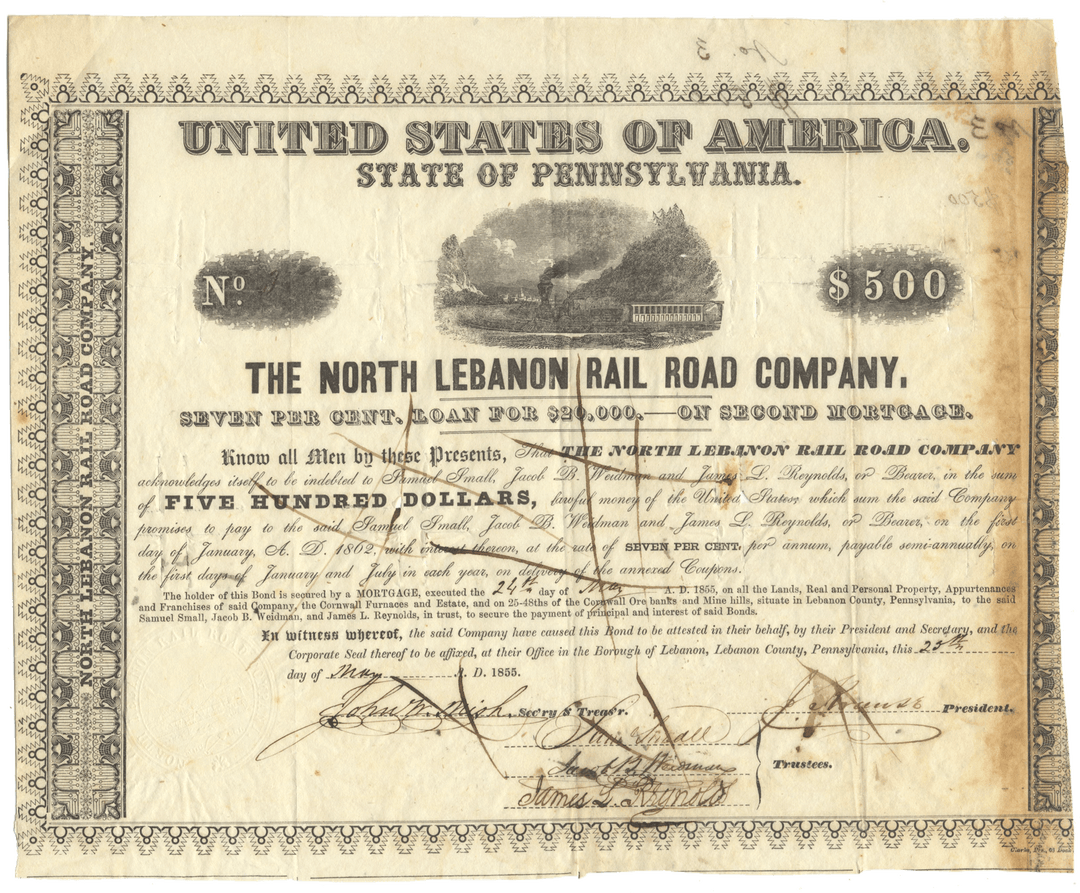 No. 3
3
$500
UNITED STATES OF AMERICA.
STATE OF PENNSYLVANIA.
No.
$500
THE NORTH LEBANON RAIL ROAD COMPANY.
SEVEN PER CENT. LOAN FOR $20,000.—ON SECOND MORTGAGE.
Know all Men by these Presents, That THE NORTH LEBANON RAIL ROAD COMPANY
acknowledges itself to be indebted to Samuel Small, Jacob B. Weidman and James L. Reynolds, or Bearer, in the sum
of FIVE HUNDRED DOLLARS, lawful money of the United States, which sum the said Company
promises to pay to the said Samuel Small, Jacob B. Weidman and James L. Reynolds, or Bearer, on the first
day of January, A. D. 1862, with interest thereon, at the rate of SEVEN PER CENT. per annum, payable semi-annually, on
the first days of January and July in each year, on delivery of the annexed Coupons.
The holder of this Bond is secured by a MORTGAGE, executed the 24th day of May A. D. 1855, on all the Lands, Real and Personal Property, Appurtenances
and Franchises of said Company, the Cornwall Furnaces and Estate, and on 25-48ths of the Cornwall Ore banks and Mine hills, situate in Lebanon County, Pennsylvania, to the said
Samuel Small, Jacob B. Weidman, and James L. Reynolds, in trust, to secure the payment of principal and interest of said Bonds.
In witness whereof, the said Company have caused this Bond to be attested in their behalf, by their President and Secretary, and the
Corporate Seal thereof to be affixed, at their Office in the Borough of Lebanon, Lebanon County, Pennsylvania, this 25th
day of May A. D. 1855.
John W. Mish Sec'ry & Treas'r.
President.
Small
Jacob B. Weidman
Trustees.
James L. Reynolds
NORTH LEBANON RAIL ROAD COMPANY.